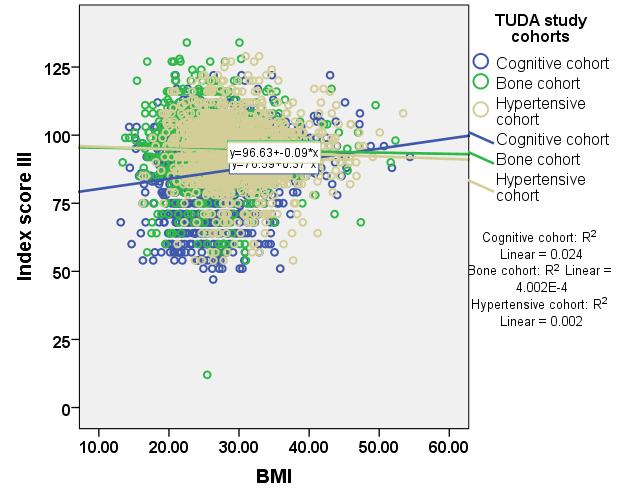 TUDA study
cohorts
Cognitive cohort
Bone cohort
Hypertensive
cohort
Cognitive cohort
Bone cohort
Hypertensive
cohort
Cognitive cohort: R2
Linear = 0.024
Bone cohort: R2 Linear =
4.002E-4
Hypertensive cohort: R2
Linear = 0.002
Index score III
125
100
75
50
25
0
y=96.63+-0.09*x
10.00 20.00 30.00 40.00 50.00 60.00
BMI